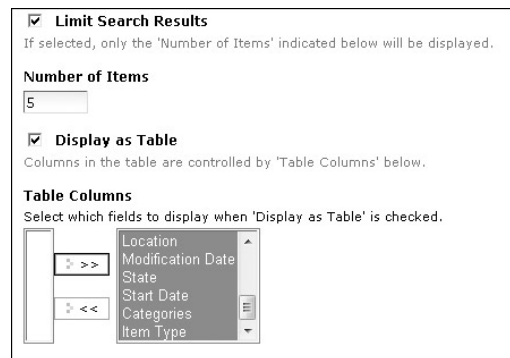 Limit Search Results
If selected, only the 'Number of Items' indicated below will be displayed.
Number of Items
5
Display as Table
Columns in the table are controlled by 'Table Columns' below.
Table Columns
Select which fields to display when 'Display as Table' is checked.
>>
<<
Location
Modification Date
State
Start Date
Categories
Item Type